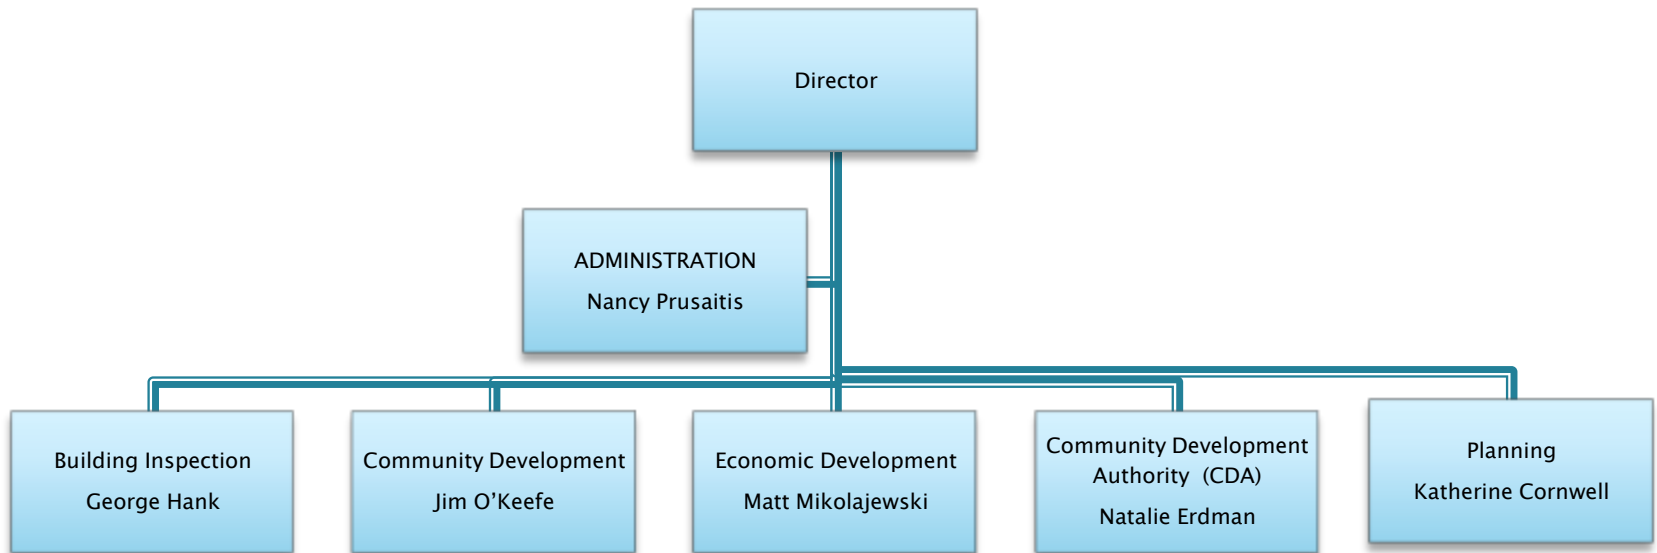 Director
ADMINISTRATION
Nancy Prusaitis
Building Inspection
George Hank
Community Development
Jim O’Keefe
Economic Development
Matt Mikolajewski
Community Development
Authority  (CDA)
Natalie Erdman
Planning
Katherine Cornwell